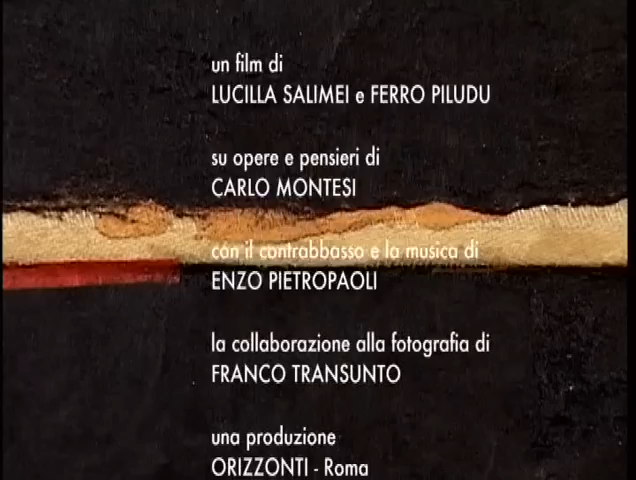 un film di
LUCILLA SALIMEI e FERRO PILUDU
su opere e pensieri di
CARLO MONTESI
con il contrabbasso e la musica di
ENZO PIETROPAOLI
la collaborazione alla fotografia di
FRANCO TRANSUNTO
una produzione
ORIZZONTI - Roma